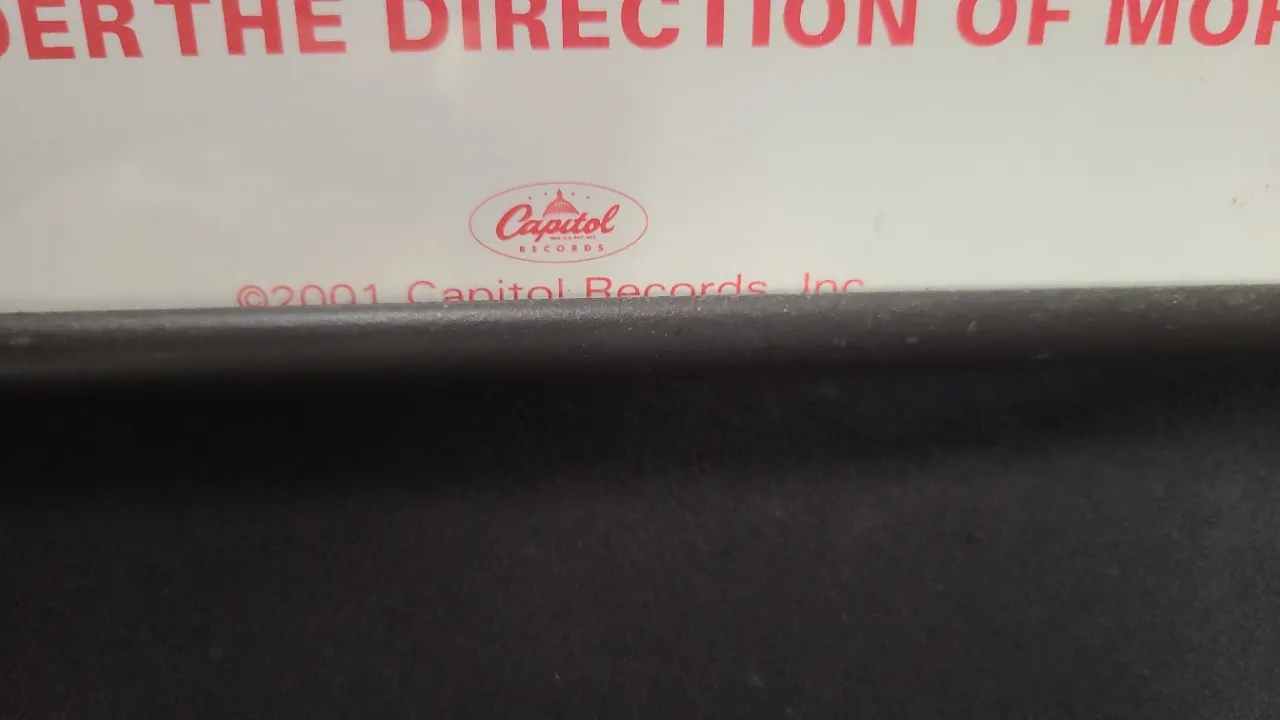 THE DIRECTION OF
Capitol
RECORDS
©2001 Capitol Records, Inc.